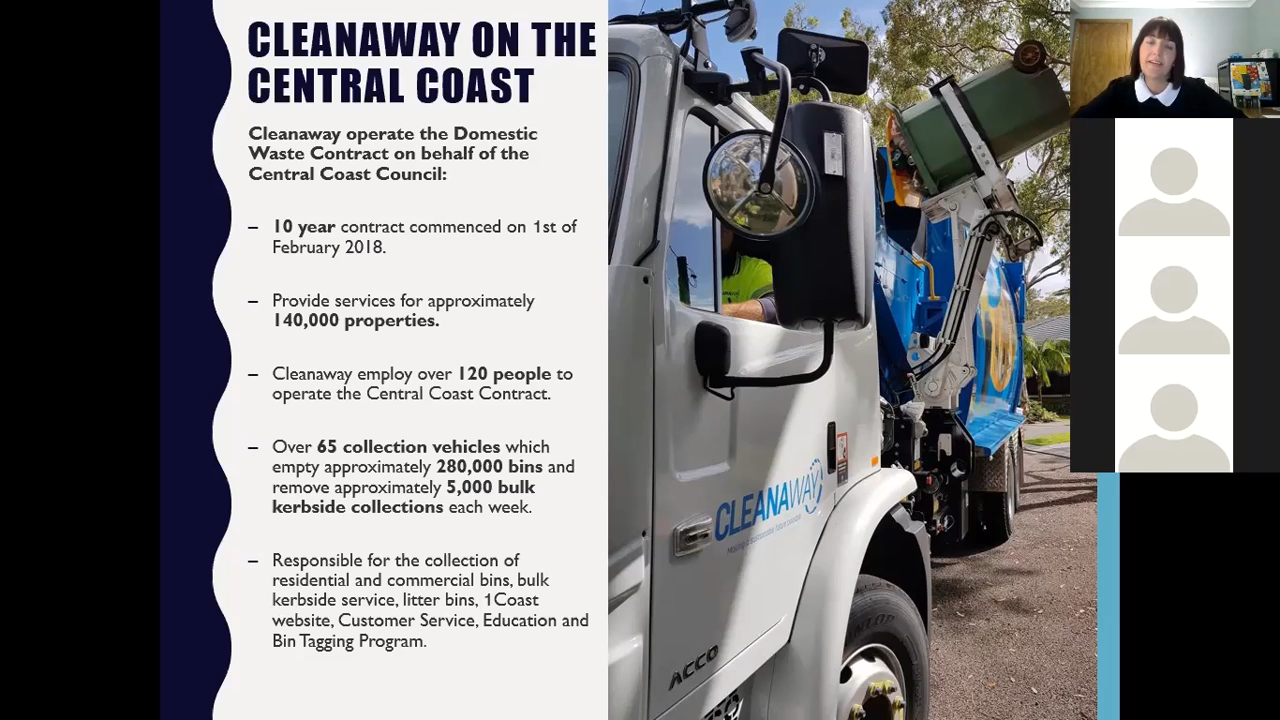 CLEANAWAY ON THE
CENTRAL COAST
Cleanaway operate the Domestic
Waste Contract on behalf of the
Central Coast Council:
– 10 year contract commenced on 1st of
February 2018.
– Provide services for approximately
140,000 properties.
– Cleanaway employ over 120 people to
operate the Central Coast Contract.
– Over 65 collection vehicles which
empty approximately 280,000 bins and
remove approximately 5,000 bulk
kerbside collections each week.
– Responsible for the collection of
residential and commercial bins, bulk
kerbside service, litter bins, 1Coast
website, Customer Service, Education and
Bin Tagging Program.
CLEANAWAY
ACCO